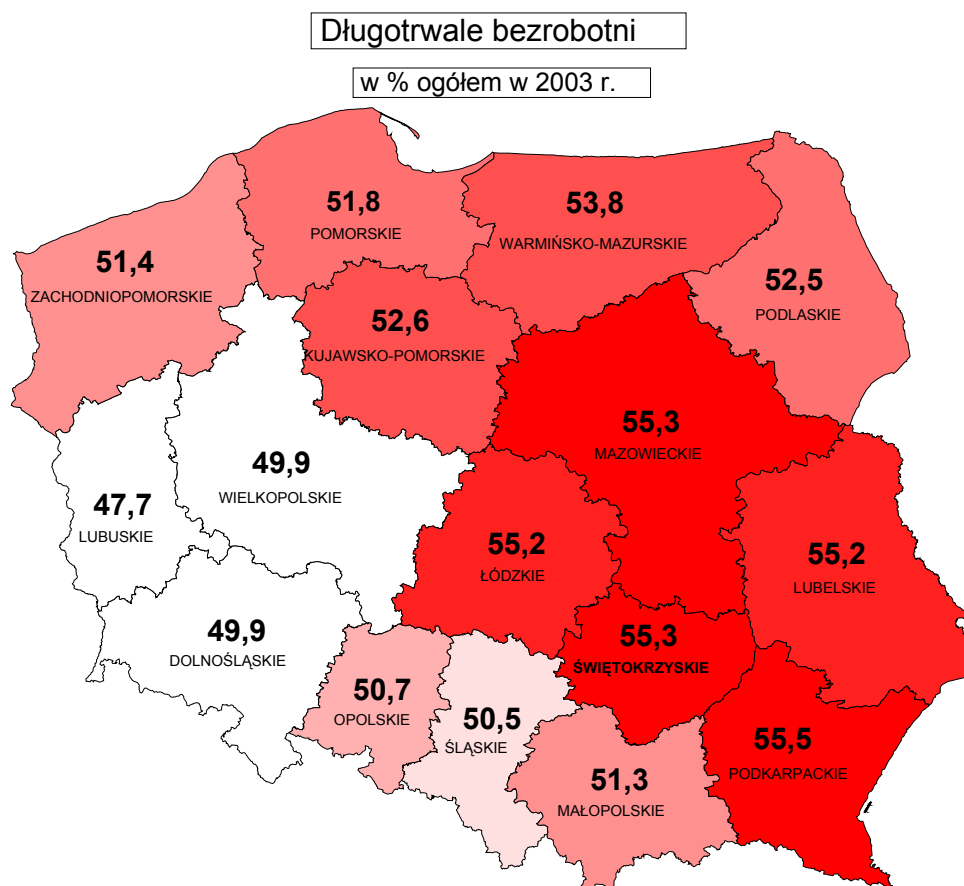 Długotrwale bezrobotni
w % ogółem w 2003 r.
51,8
POMORSKIE
53,8
WARMIŃSKO-MAZURSKIE
51,4
ZACHODNIOPOMORSKIE
52,5
PODLASKIE
52,6
KUJAWSKO-POMORSKIE
55,3
MAZOWIECKIE
49,9
WIELKOPOLSKIE
47,7
LUBUSKIE
55,2
ŁÓDZKIE
55,2
LUBELSKIE
49,9
DOLNOŚLĄSKIE
55,3
ŚWIĘTOKRZYSKIE
50,7
OPOLSKIE
50,5
ŚLĄSKIE
55,5
PODKARPACKIE
51,3
MAŁOPOLSKIE